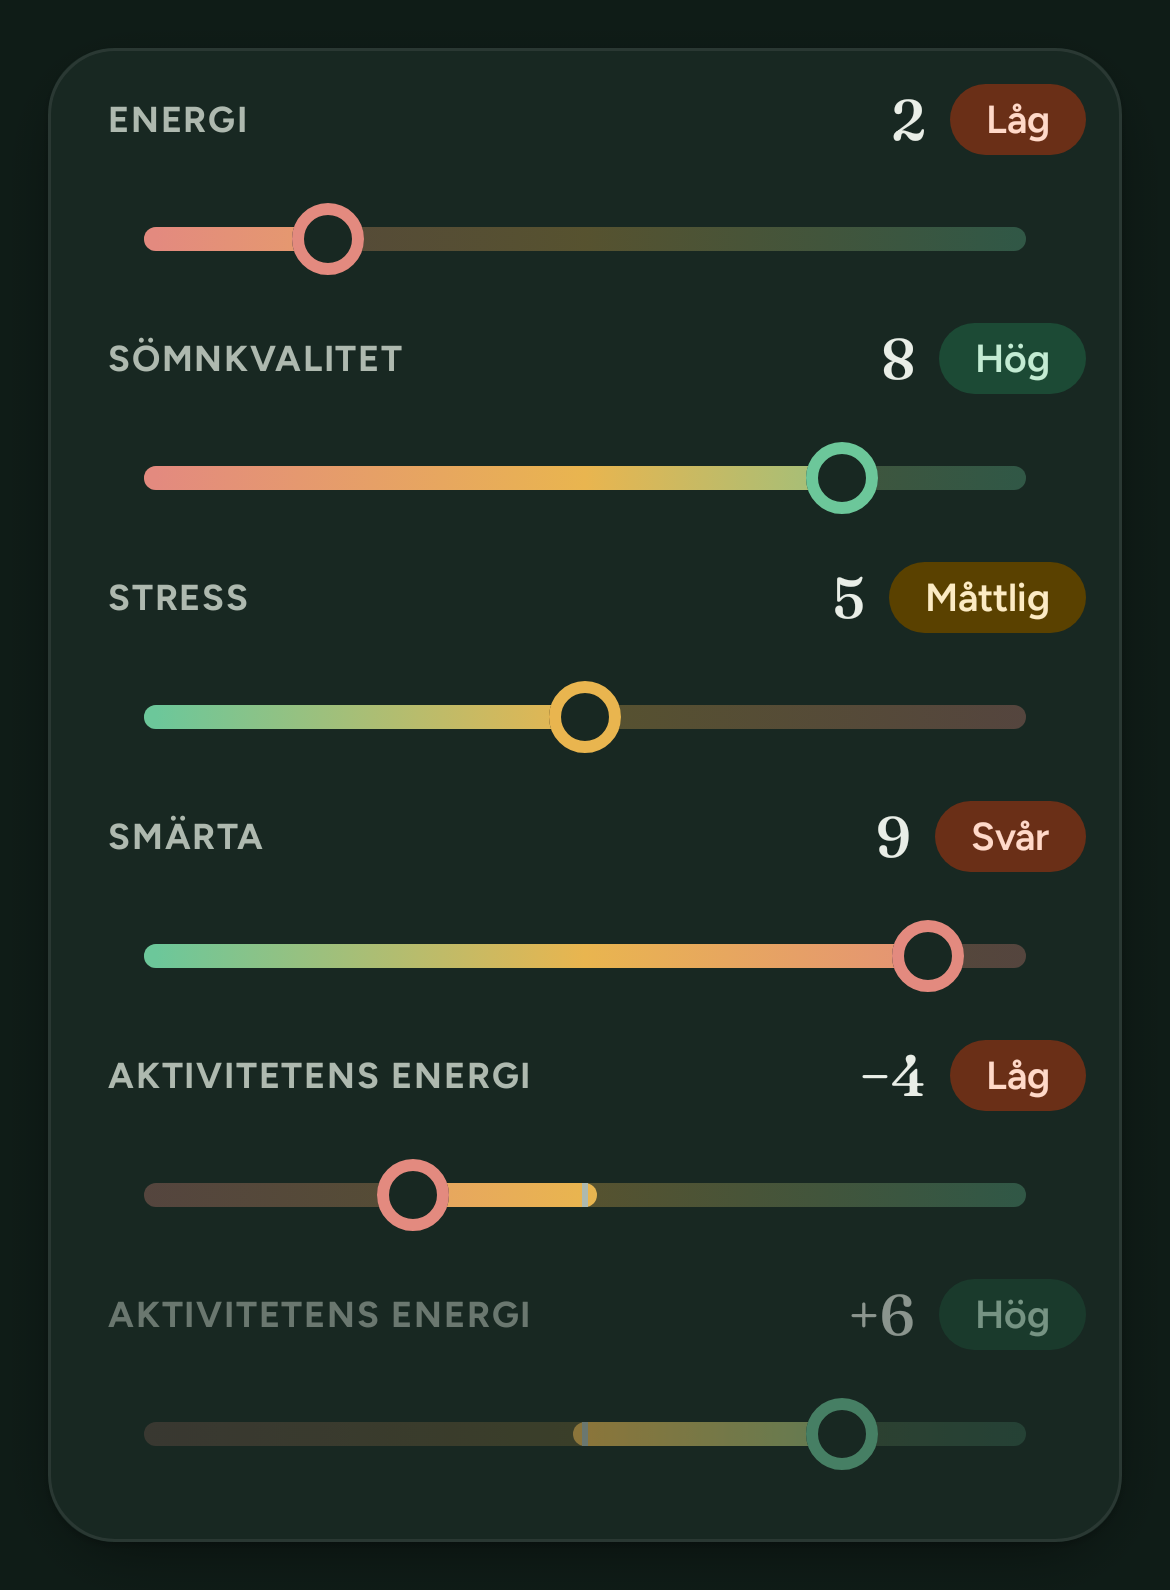 ENERGI 2 Låg
SÖMNKVALITET 8 Hög
STRESS 5 Måttlig
SMÄRTA 9 Svår
AKTIVITETENS ENERGI −4 Låg
AKTIVITETENS ENERGI +6 Hög